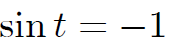 sin t = −1